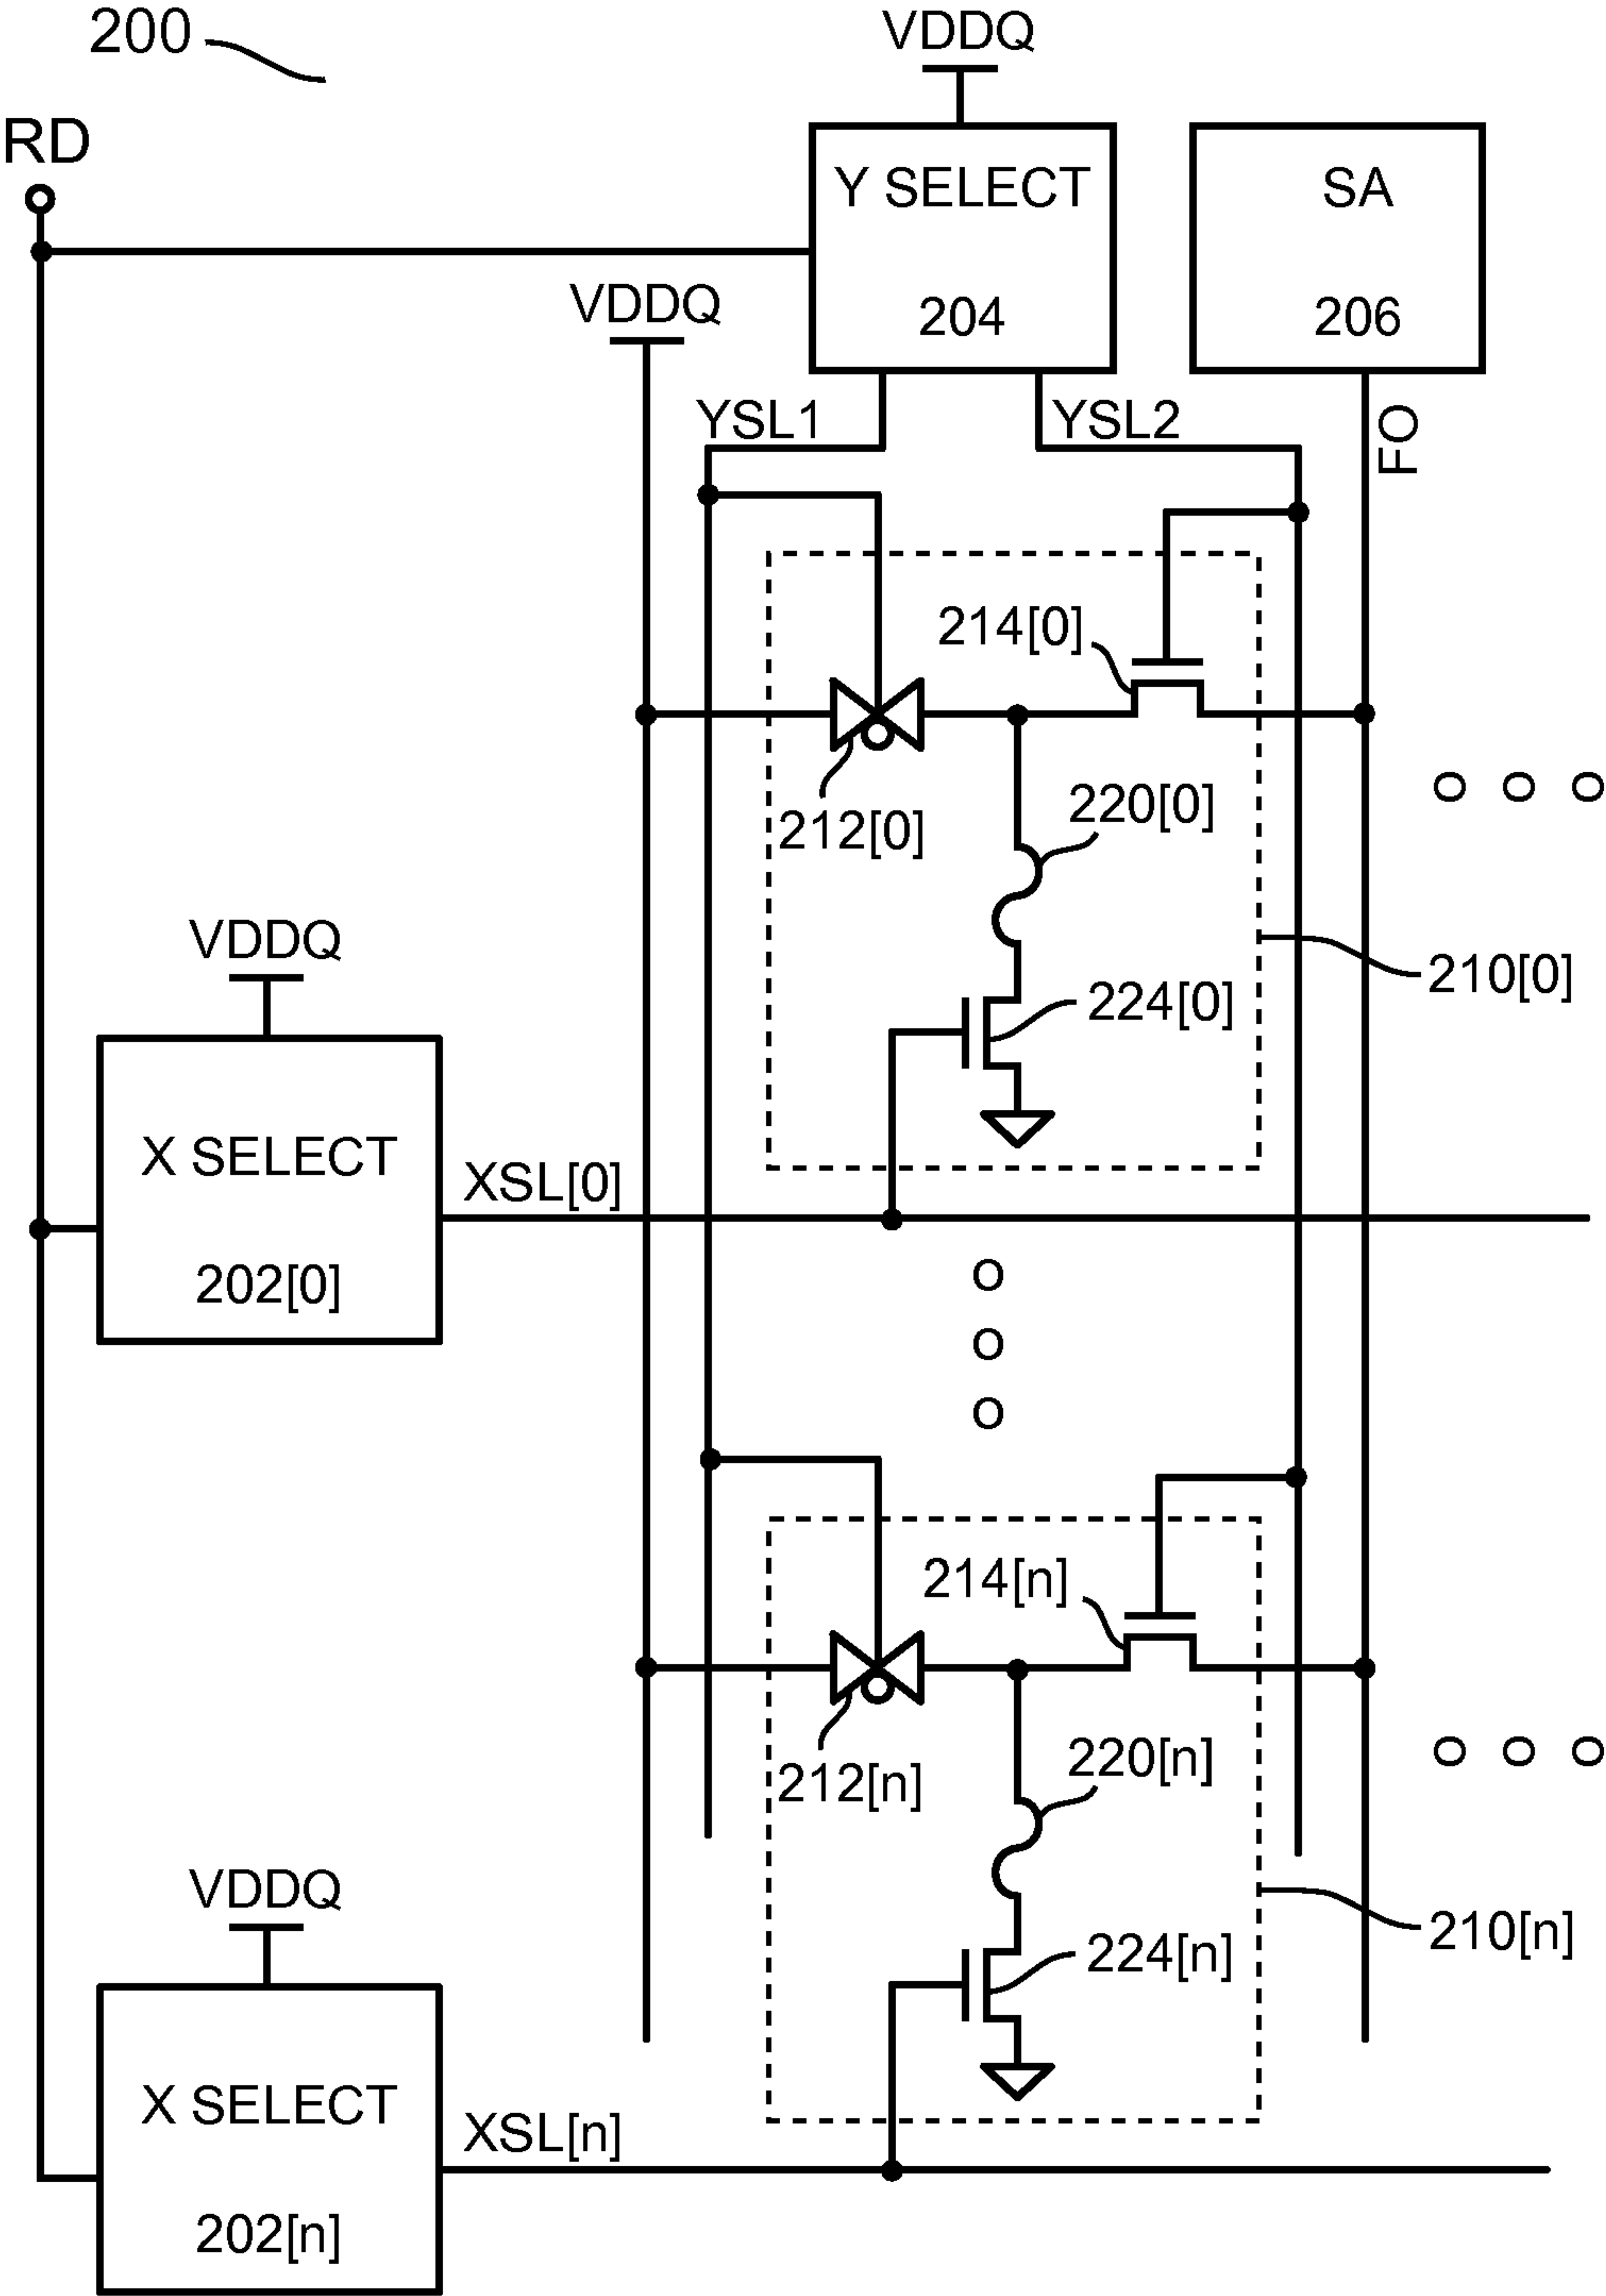 200
VDDQ
RD
Y SELECT
204
SA
206
VDDQ
YSL1
YSL2
FO
214[0]
212[0]
220[0]
VDDQ
210[0]
224[0]
X SELECT
202[0]
XSL[0]
o o o
o
o
o
214[n]
212[n]
220[n]
o o o
VDDQ
210[n]
224[n]
X SELECT
202[n]
XSL[n]